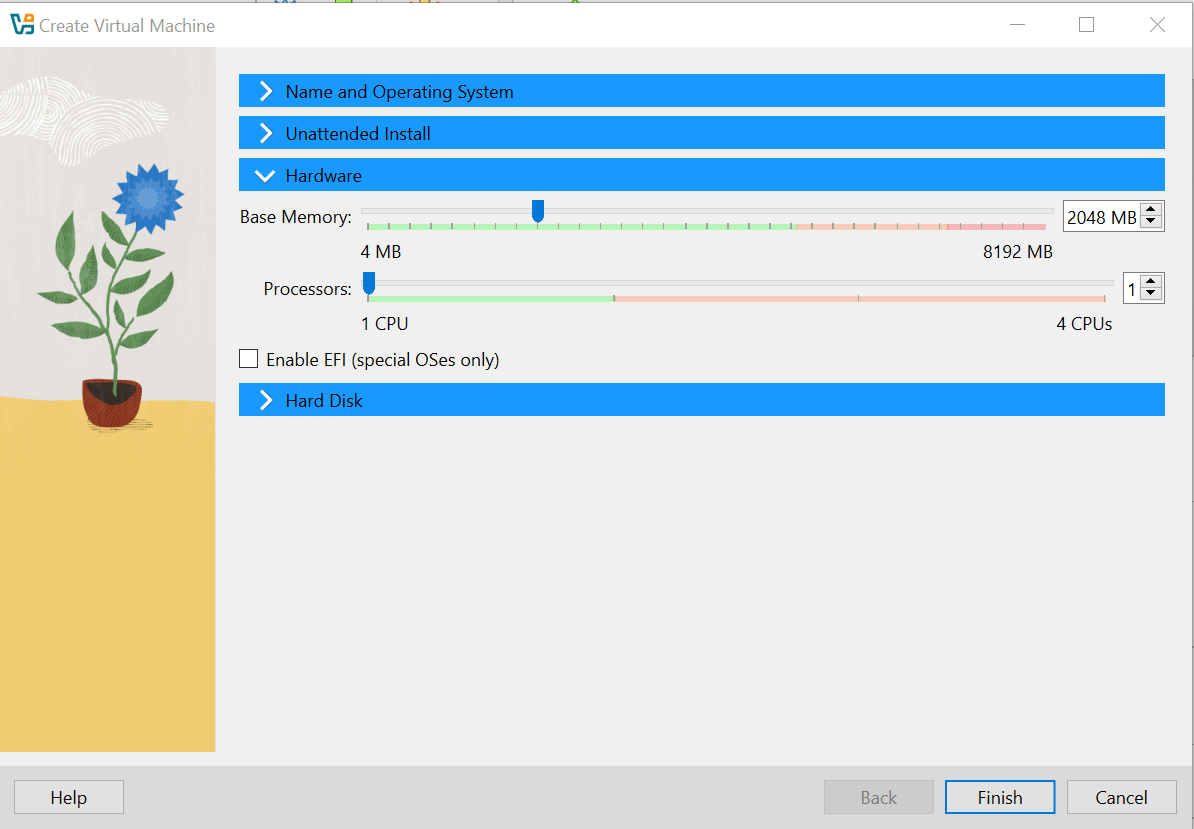 Create Virtual Machine
Name and Operating System
Unattended Install
Hardware
Base Memory: 2048 MB
4 MB 8192 MB
Processors: 1
1 CPU 4 CPUs
Enable EFI (special OSes only)
Hard Disk
Help Back Finish Cancel